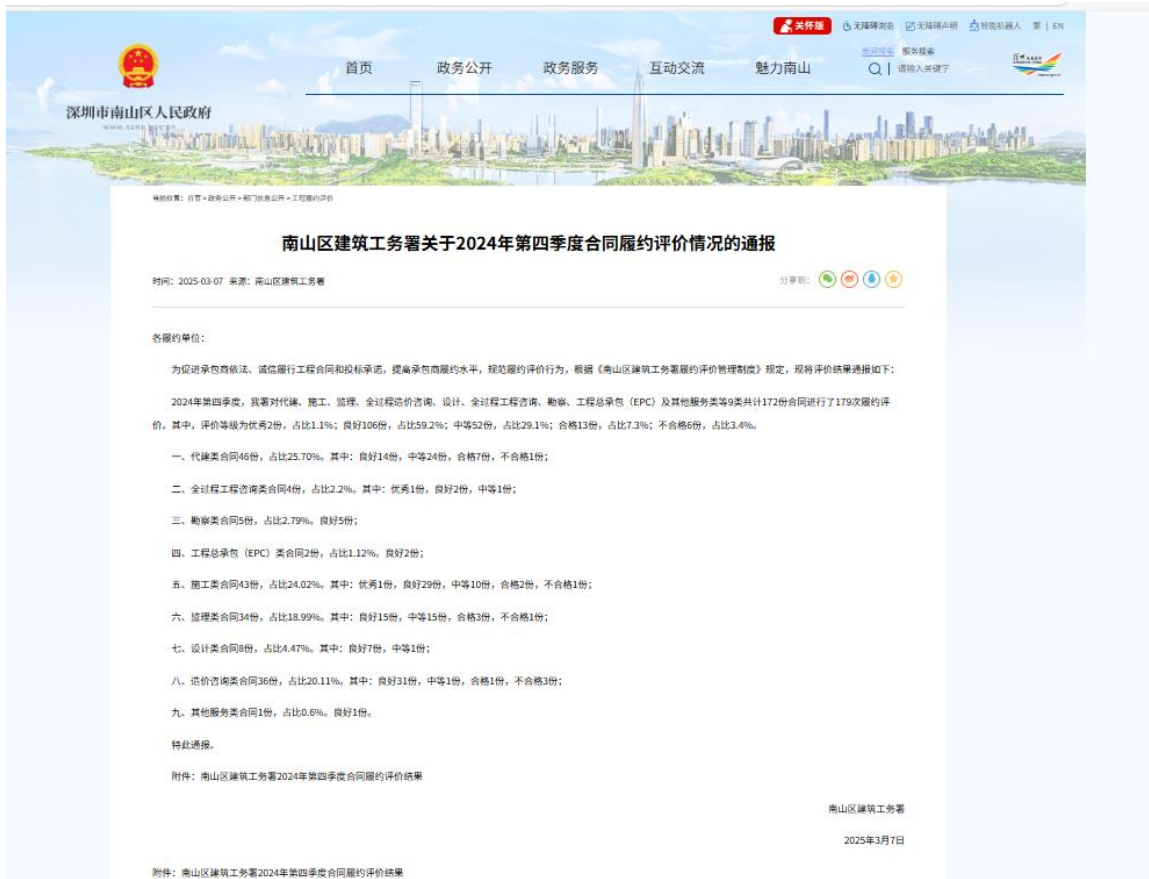 关怀版 无障碍浏览 无障碍声明 智能机器人 繁 | EN
首页 政务公开 政务服务 互动交流 魅力南山
服务搜索
请输入关键字
深圳市南山区人民政府
当前位置：首页 > 政务公开 > 部门信息公开 > 工程履约评价
南山区建筑工务署关于2024年第四季度合同履约评价情况的通报
时间：2025-03-07 来源：南山区建筑工务署
分享到：
各履约单位：
为促进承包商依法、诚信履行工程合同和投标承诺，提高承包商履约水平，规范履约评价行为，根据《南山区建筑工务署履约评价管理制度》规定，现将评价结果通报如下：
2024年第四季度，我署对代建、施工、监理、全过程造价咨询、设计、全过程工程咨询、勘察、工程总承包（EPC）及其他服务类等9类共计172份合同进行了179次履约评
价。其中，评价等级为优秀2份，占比1.1%；良好106份，占比59.2%；中等52份，占比29.1%；合格13份，占比7.3%；不合格6份，占比3.4%。
一、代建类合同46份，占比25.70%。其中：良好14份，中等24份，合格7份，不合格1份；
二、全过程工程咨询类合同4份，占比2.2%。其中：优秀1份，良好2份，中等1份；
三、勘察类合同5份，占比2.79%。良好5份；
四、工程总承包（EPC）类合同2份，占比1.12%。良好2份；
五、施工类合同43份，占比24.02%。其中：优秀1份，良好29份，中等10份，合格2份，不合格1份；
六、监理类合同34份，占比18.99%。其中：良好15份，中等15份，合格3份，不合格1份；
七、设计类合同8份，占比4.47%。其中：良好7份，中等1份；
八、造价咨询类合同36份，占比20.11%。其中：良好31份，中等1份，合格1份，不合格3份；
九、其他服务类合同1份，占比0.6%。良好1份。
特此通报。
附件：南山区建筑工务署2024年第四季度合同履约评价结果
南山区建筑工务署
2025年3月7日
附件：南山区建筑工务署2024年第四季度合同履约评价结果